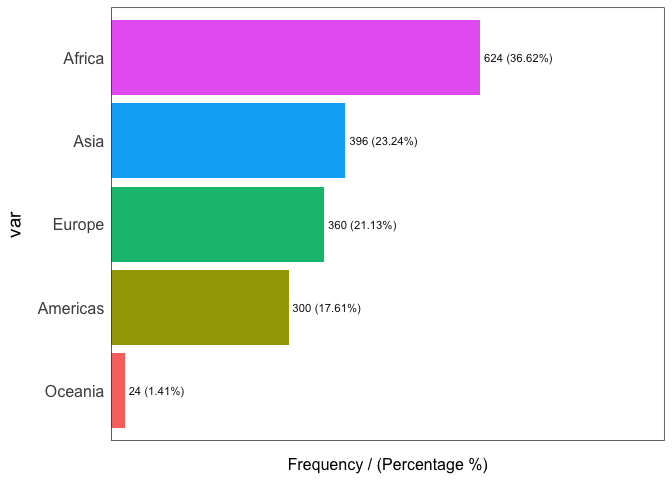 Africa
624 (36.62%)
Asia
396 (23.24%)
Europe
360 (21.13%)
Americas
300 (17.61%)
Oceania
24 (1.41%)
var
Frequency / (Percentage %)